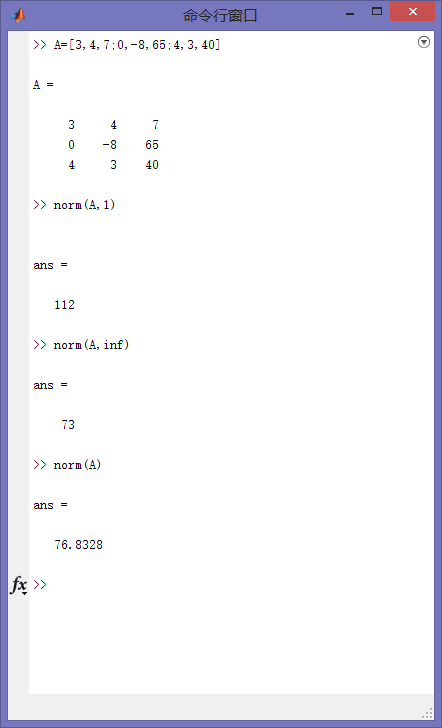 命令行窗口
>> A=[3,4,7;0,-8,65;4,3,40]
A =
3 4 7
0 -8 65
4 3 40
>> norm(A,1)
ans =
112
>> norm(A,inf)
ans =
73
>> norm(A)
ans =
76.8328
fx >>